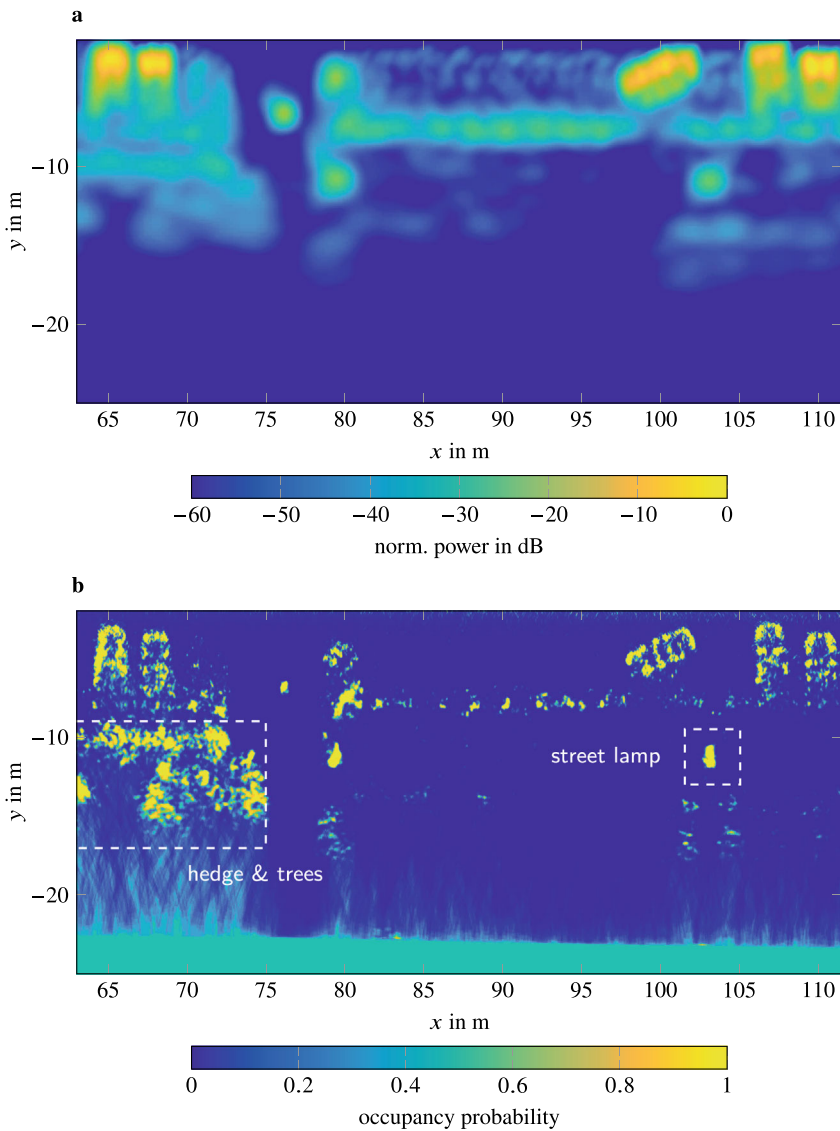 a
−10
−20
y in m
65 70 75 80 85 90 95 100 105 110
x in m
−60 −50 −40 −30 −20 −10 0
norm. power in dB
b
−10
street lamp
y in m
hedge & trees
−20
65 70 75 80 85 90 95 100 105 110
x in m
0 0.2 0.4 0.6 0.8 1
occupancy probability